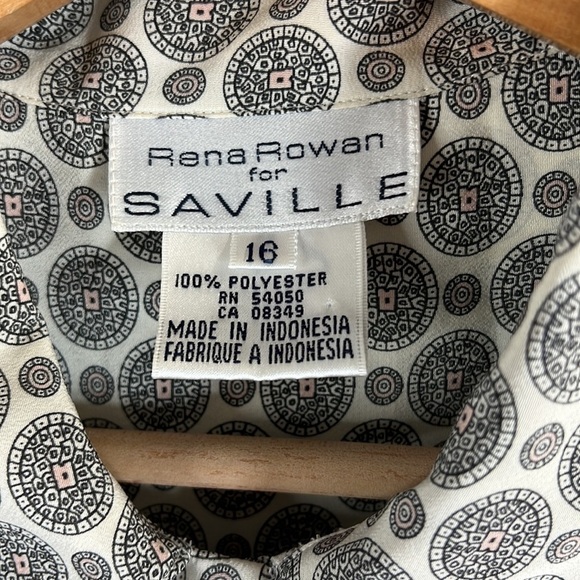 Rena Rowan
for
SAVILLE
16
100% POLYESTER
RN 54050
CA 08349
MADE IN INDONESIA
FABRIQUE A INDONESIA